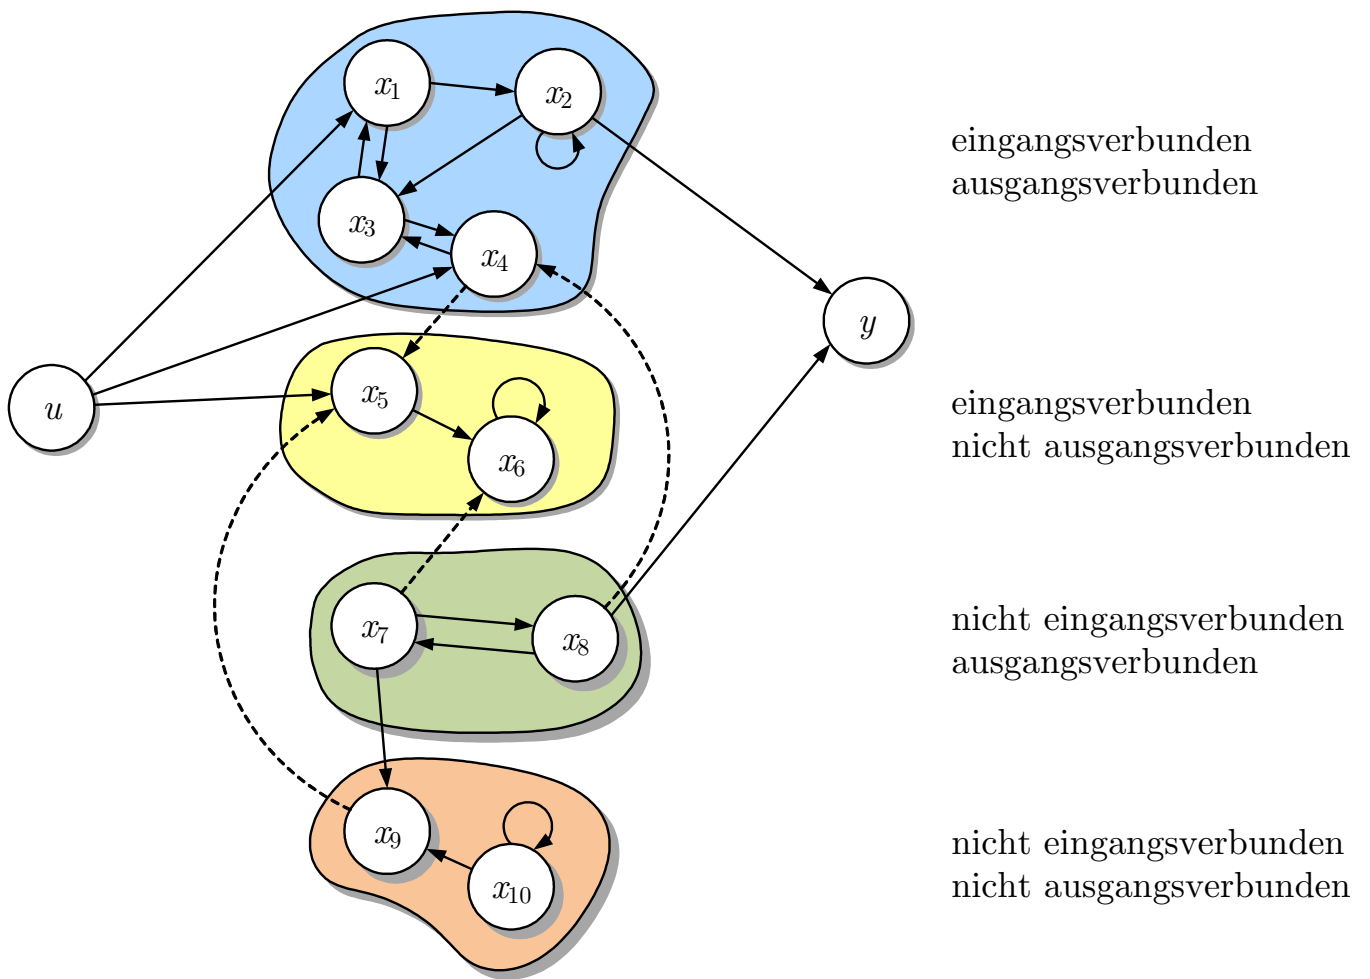 x1
x2
eingangsverbunden
ausgangsverbunden
x3
x4
y
u
x5
eingangsverbunden
nicht ausgangsverbunden
x6
x7
x8
nicht eingangsverbunden
ausgangsverbunden
x9
x10
nicht eingangsverbunden
nicht ausgangsverbunden